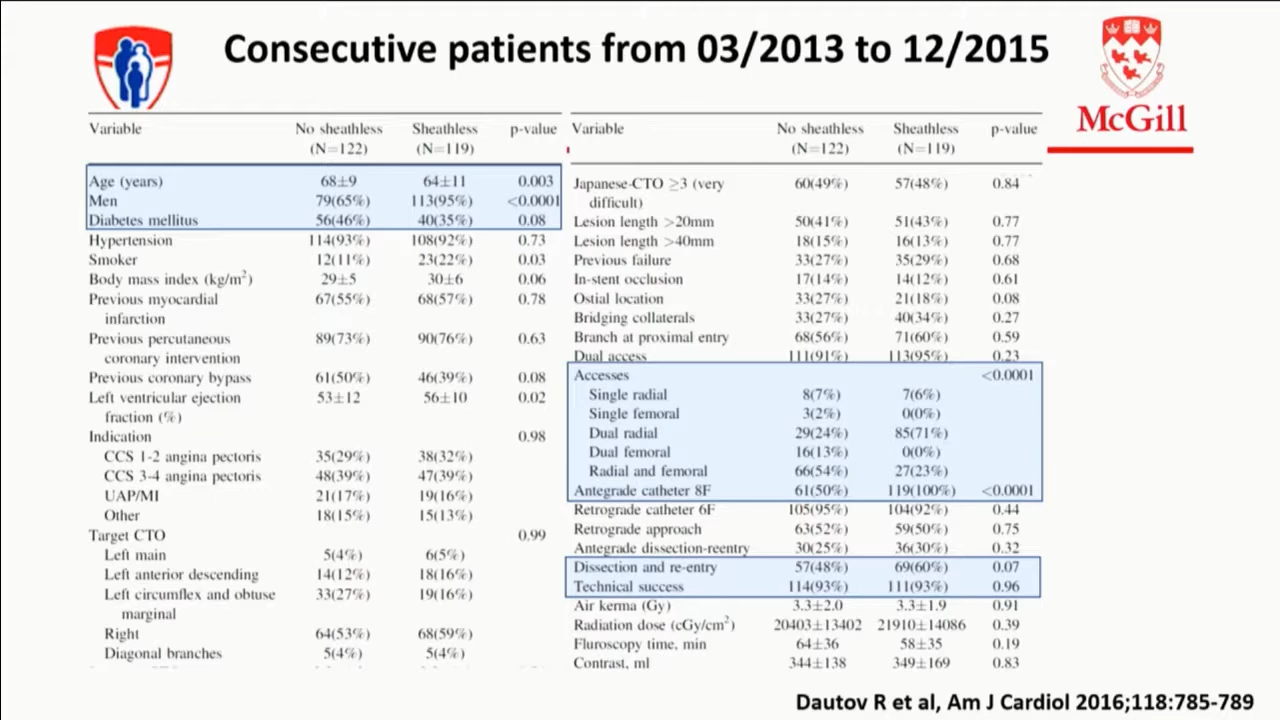 Consecutive patients from 03/2013 to 12/2015
McGill
Variable No sheathless Sheathless p-value
(N=122) (N=119)
Age (years) 68±9 64±11 0.003
Men 79(65%) 113(95%) <0.0001
Diabetes mellitus 56(46%) 40(35%) 0.08
Hypertension 114(93%) 108(92%) 0.73
Smoker 12(11%) 23(22%) 0.03
Body mass index (kg/m²) 29±5 30±6 0.06
Previous myocardial 67(55%) 68(57%) 0.78
infarction
Previous percutaneous 89(73%) 90(76%) 0.63
coronary intervention
Previous coronary bypass 61(50%) 46(39%) 0.08
Left ventricular ejection 53±12 56±10 0.02
fraction (%)
Indication 0.98
CCS 1-2 angina pectoris 35(29%) 38(32%)
CCS 3-4 angina pectoris 48(39%) 47(39%)
UAP/MI 21(17%) 19(16%)
Other 18(15%) 15(13%)
Target CTO 0.99
Left main 5(4%) 6(5%)
Left anterior descending 14(12%) 18(16%)
Left circumflex and obtuse 33(27%) 19(16%)
marginal
Right 64(53%) 68(59%)
Diagonal branches 5(4%) 5(4%)
Variable No sheathless Sheathless p-value
(N=122) (N=119)
Japanese-CTO ≥3 (very 60(49%) 57(48%) 0.84
difficult)
Lesion length >20mm 50(41%) 51(43%) 0.77
Lesion length >40mm 18(15%) 16(13%) 0.77
Previous failure 33(27%) 35(29%) 0.68
In-stent occlusion 17(14%) 14(12%) 0.61
Ostial location 33(27%) 21(18%) 0.08
Bridging collaterals 33(27%) 40(34%) 0.27
Branch at proximal entry 68(56%) 71(60%) 0.59
Dual access 111(91%) 113(95%) 0.23
Accesses <0.0001
Single radial 8(7%) 7(6%)
Single femoral 3(2%) 0(0%)
Dual radial 29(24%) 85(71%)
Dual femoral 16(13%) 0(0%)
Radial and femoral 66(54%) 27(23%)
Antegrade catheter 8F 61(50%) 119(100%) <0.0001
Retrograde catheter 6F 105(95%) 104(92%) 0.44
Retrograde approach 63(52%) 59(50%) 0.75
Antegrade dissection-reentry 30(25%) 36(30%) 0.32
Dissection and re-entry 57(48%) 69(60%) 0.07
Technical success 114(93%) 111(93%) 0.96
Air kerma (Gy) 3.3±2.0 3.3±1.9 0.91
Radiation dose (cGy/cm²) 20403±13402 21910±14086 0.39
Fluroscopy time, min 64±36 58±35 0.19
Contrast, ml 344±138 349±169 0.83
Dautov R et al, Am J Cardiol 2016;118:785-789